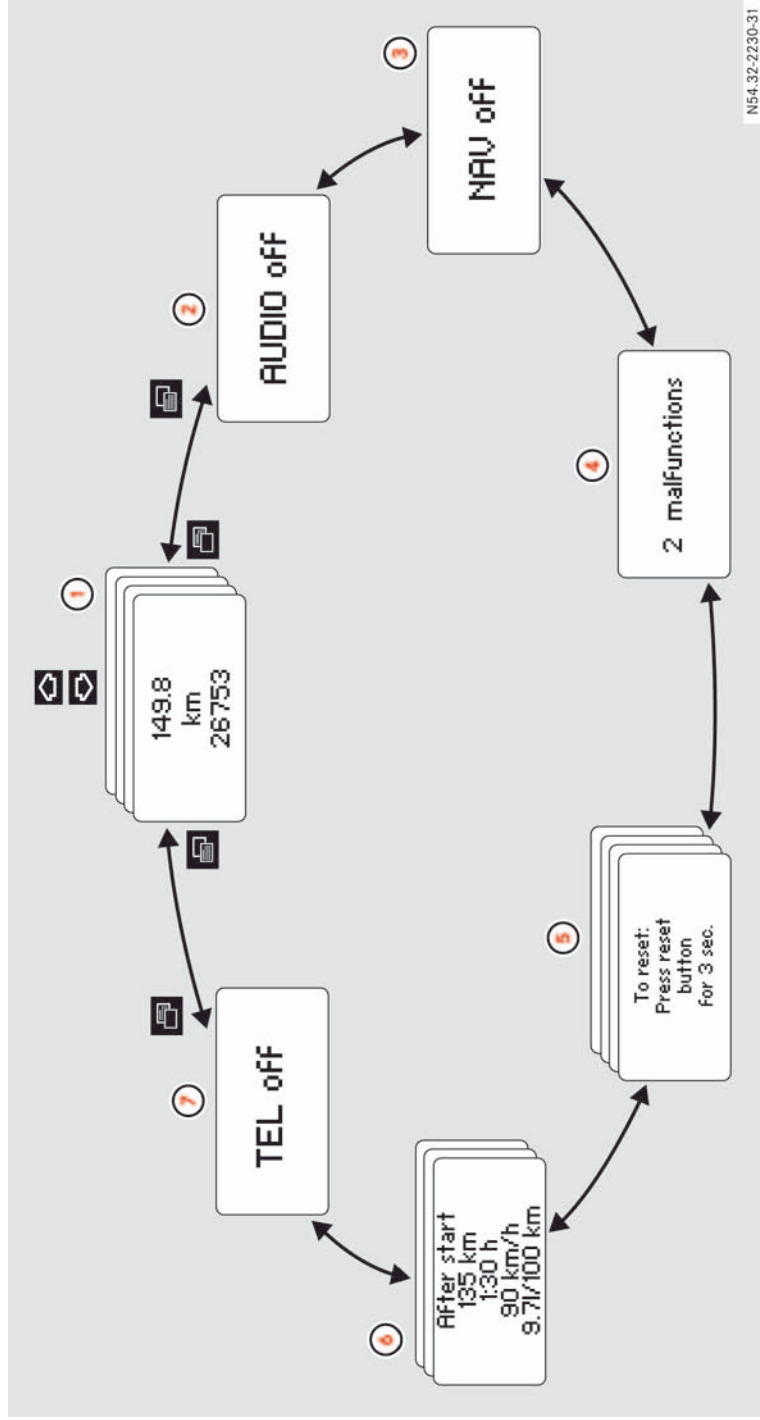 1
149.8
km
26753
2
AUDIO off
3
NAV off
4
2 malfunctions
5
To reset:
Press reset
button
for 3 sec.
6
After start
135 km
1:30 h
90 km/h
9.7l/100 km
7
TEL off
N54.32-2230-31